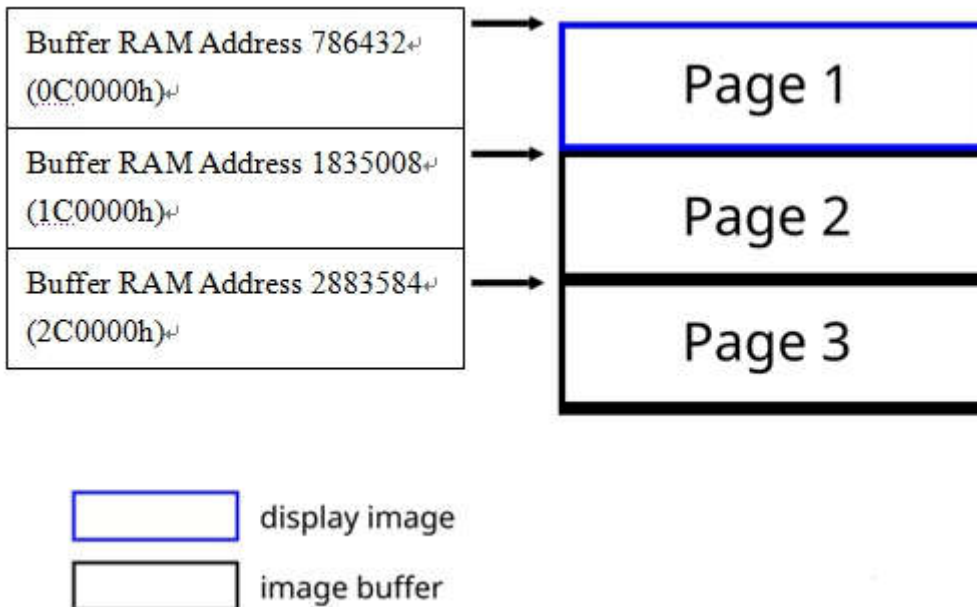 Buffer RAM Address 786432↵
(0C0000h)↵
Page 1
Buffer RAM Address 1835008↵
(1C0000h)↵
Page 2
Buffer RAM Address 2883584↵
(2C0000h)↵
Page 3
display image
image buffer